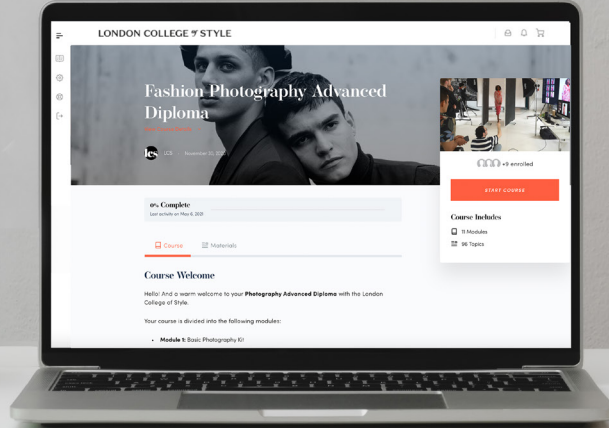 LONDON COLLEGE OF STYLE
Fashion Photography Advanced
Diploma
lcs LCS November 23,
+9 enrolled
START COURSE
Course Includes
11 Modules
96 Topics
0% Complete
Last activity on May 6, 2021
Course Materials
Course Welcome
Hello! And a warm welcome to your Photography Advanced Diploma with the London
College of Style.
Your course is divided into the following modules:
• Module 1: Basic Photography Kit